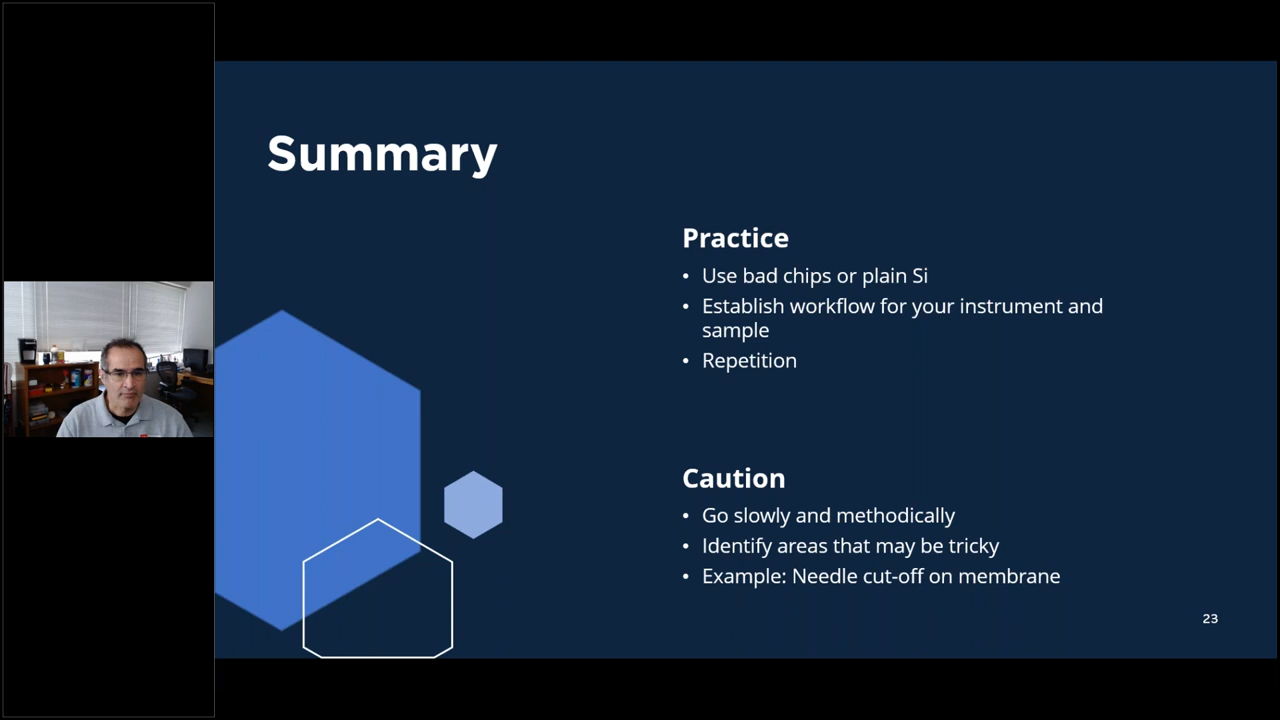 Summary
Practice
• Use bad chips or plain Si
• Establish workflow for your instrument and
sample
• Repetition
Caution
• Go slowly and methodically
• Identify areas that may be tricky
• Example: Needle cut-off on membrane
23